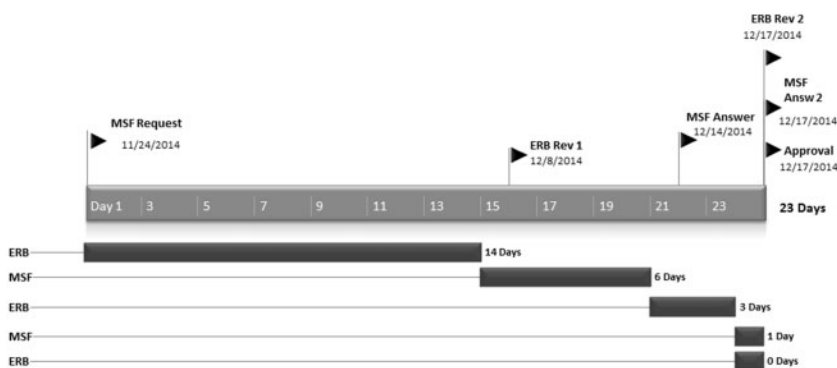 ERB Rev 2
12/17/2014
MSF
Answ 2
12/17/2014
MSF Request
11/24/2014
MSF Answer
12/14/2014
ERB Rev 1
12/8/2014
Approval
12/17/2014
Day 1 3 5 7 9 11 13 15 17 19 21 23
23 Days
ERB 14 Days
MSF 6 Days
ERB 3 Days
MSF 1 Day
ERB 0 Days